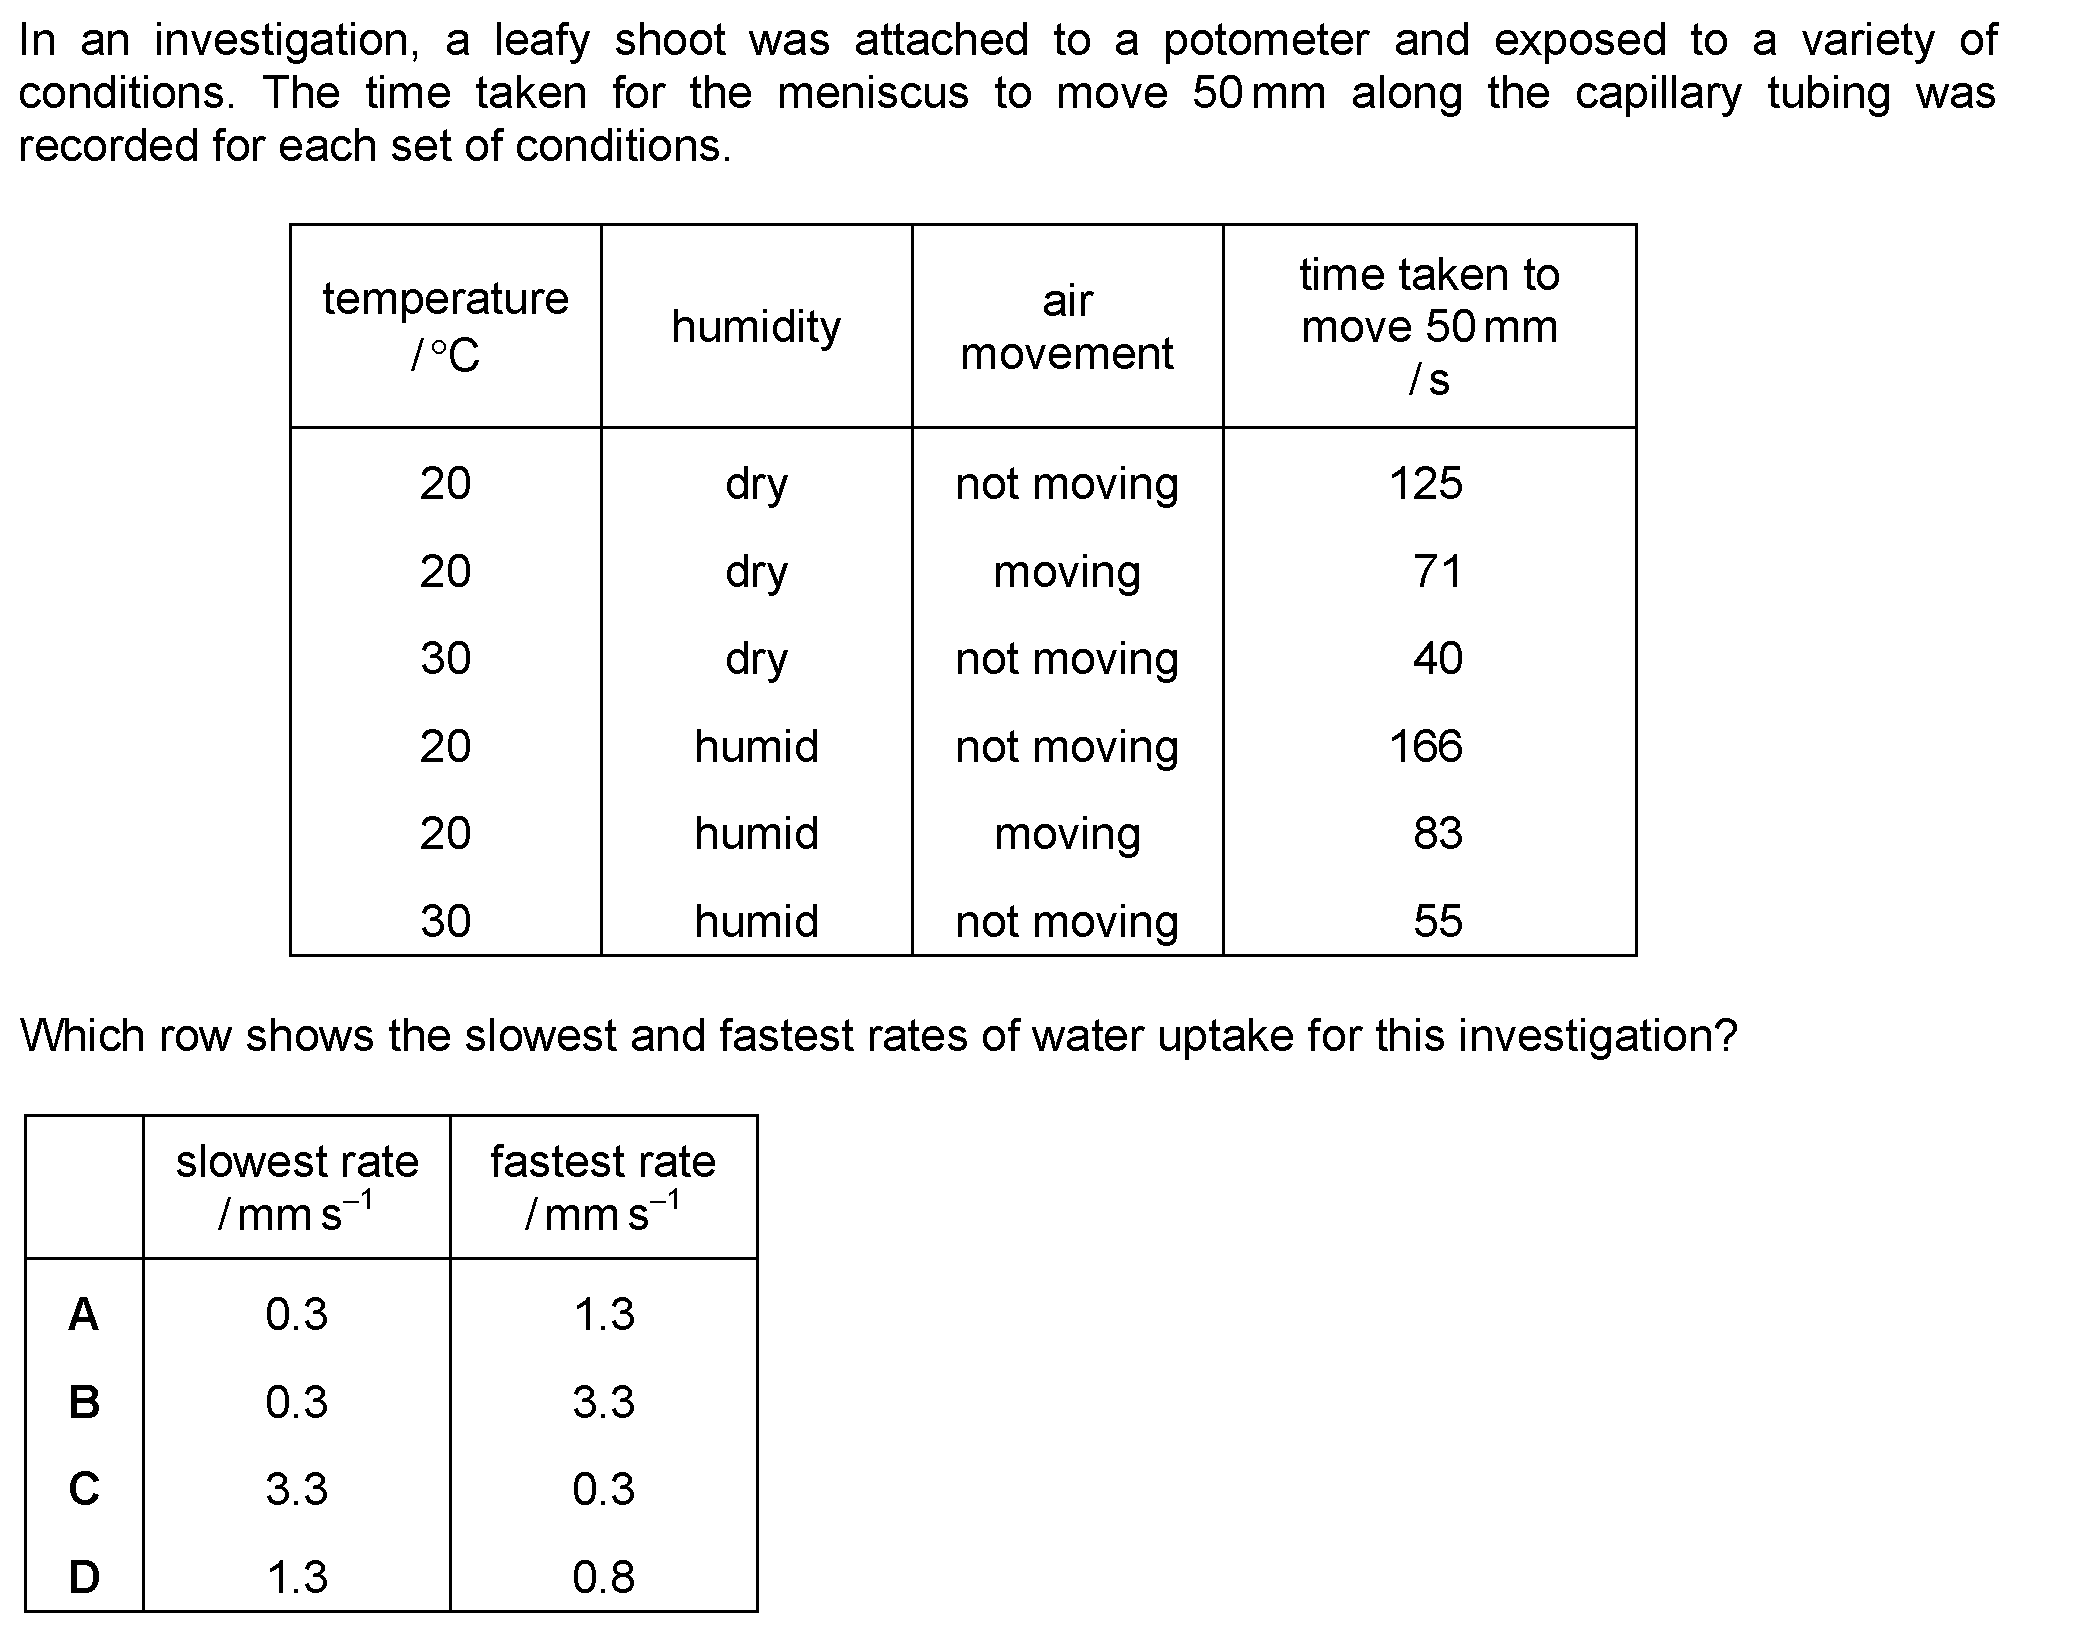 In an investigation, a leafy shoot was attached to a potometer and exposed to a variety of
conditions. The time taken for the meniscus to move 50 mm along the capillary tubing was
recorded for each set of conditions.
temperature
/ °C
humidity
air
movement
time taken to
move 50 mm
/ s
20 dry not moving 125
20 dry moving 71
30 dry not moving 40
20 humid not moving 166
20 humid moving 83
30 humid not moving 55
Which row shows the slowest and fastest rates of water uptake for this investigation?
slowest rate
/ mm s⁻¹
fastest rate
/ mm s⁻¹
A 0.3 1.3
B 0.3 3.3
C 3.3 0.3
D 1.3 0.8